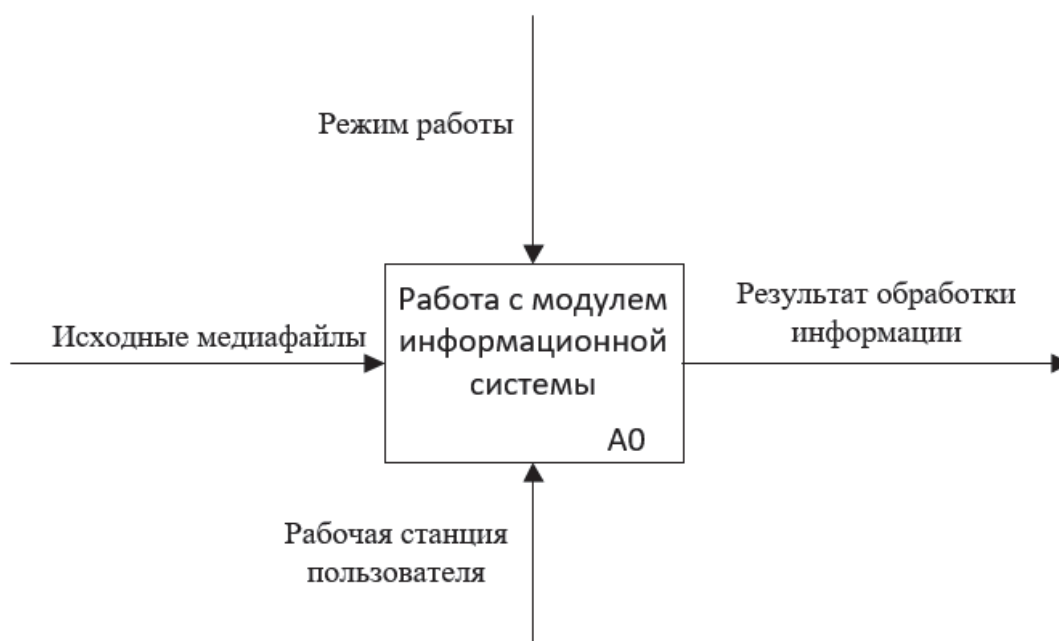 Режим работы
Исходные медиафайлы
Работа с модулем
информационной
системы
A0
Результат обработки
информации
Рабочая станция
пользователя